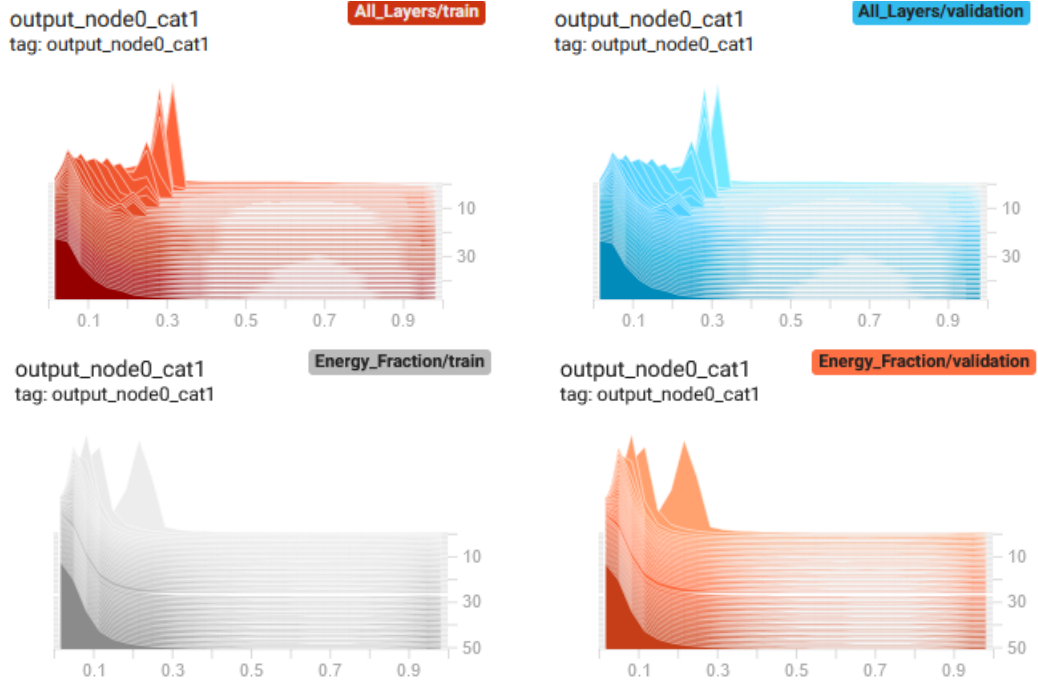 output_node0_cat1
All_Layers/train
tag: output_node0_cat1
10
30
0.1 0.3 0.5 0.7 0.9
output_node0_cat1
All_Layers/validation
tag: output_node0_cat1
10
30
0.1 0.3 0.5 0.7 0.9
output_node0_cat1
Energy_Fraction/train
tag: output_node0_cat1
10
30
50
0.1 0.3 0.5 0.7 0.9
output_node0_cat1
Energy_Fraction/validation
tag: output_node0_cat1
10
30
50
0.1 0.3 0.5 0.7 0.9